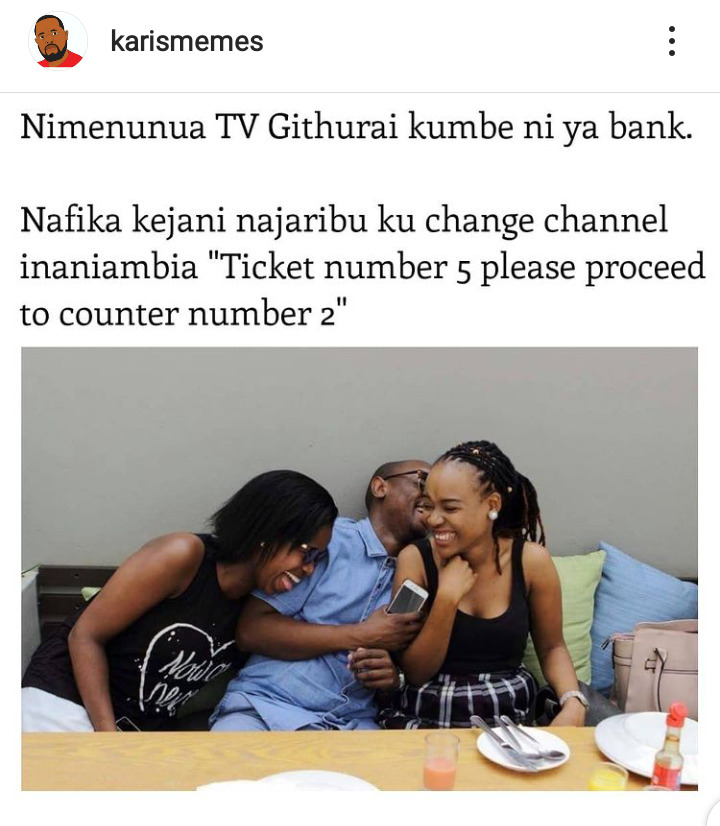 karismemes
Nimenunua TV Githurai kumbe ni ya bank.
Nafika kejani najaribu ku change channel
inaniambia "Ticket number 5 please proceed
to counter number 2"